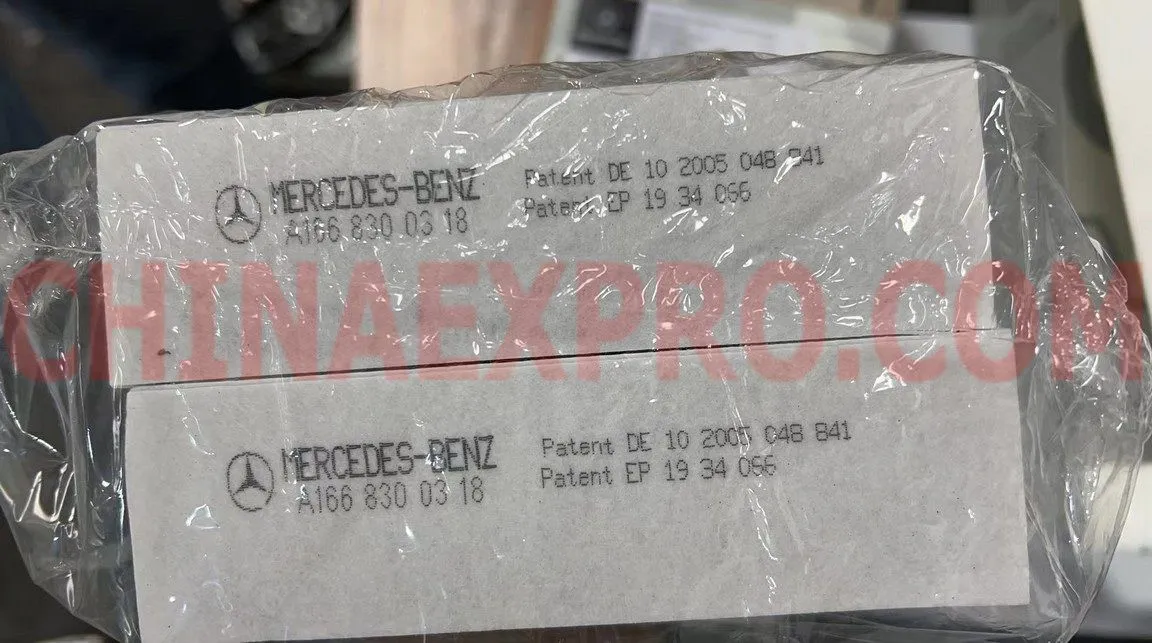 MERCEDES-BENZ
A166 830 03 18
Patent DE 10 2005 048 841
Patent EP 19 34 066
CHINAEXPRO.COM
MERCEDES-BENZ
A166 830 03 18
Patent DE 10 2005 048 841
Patent EP 19 34 066